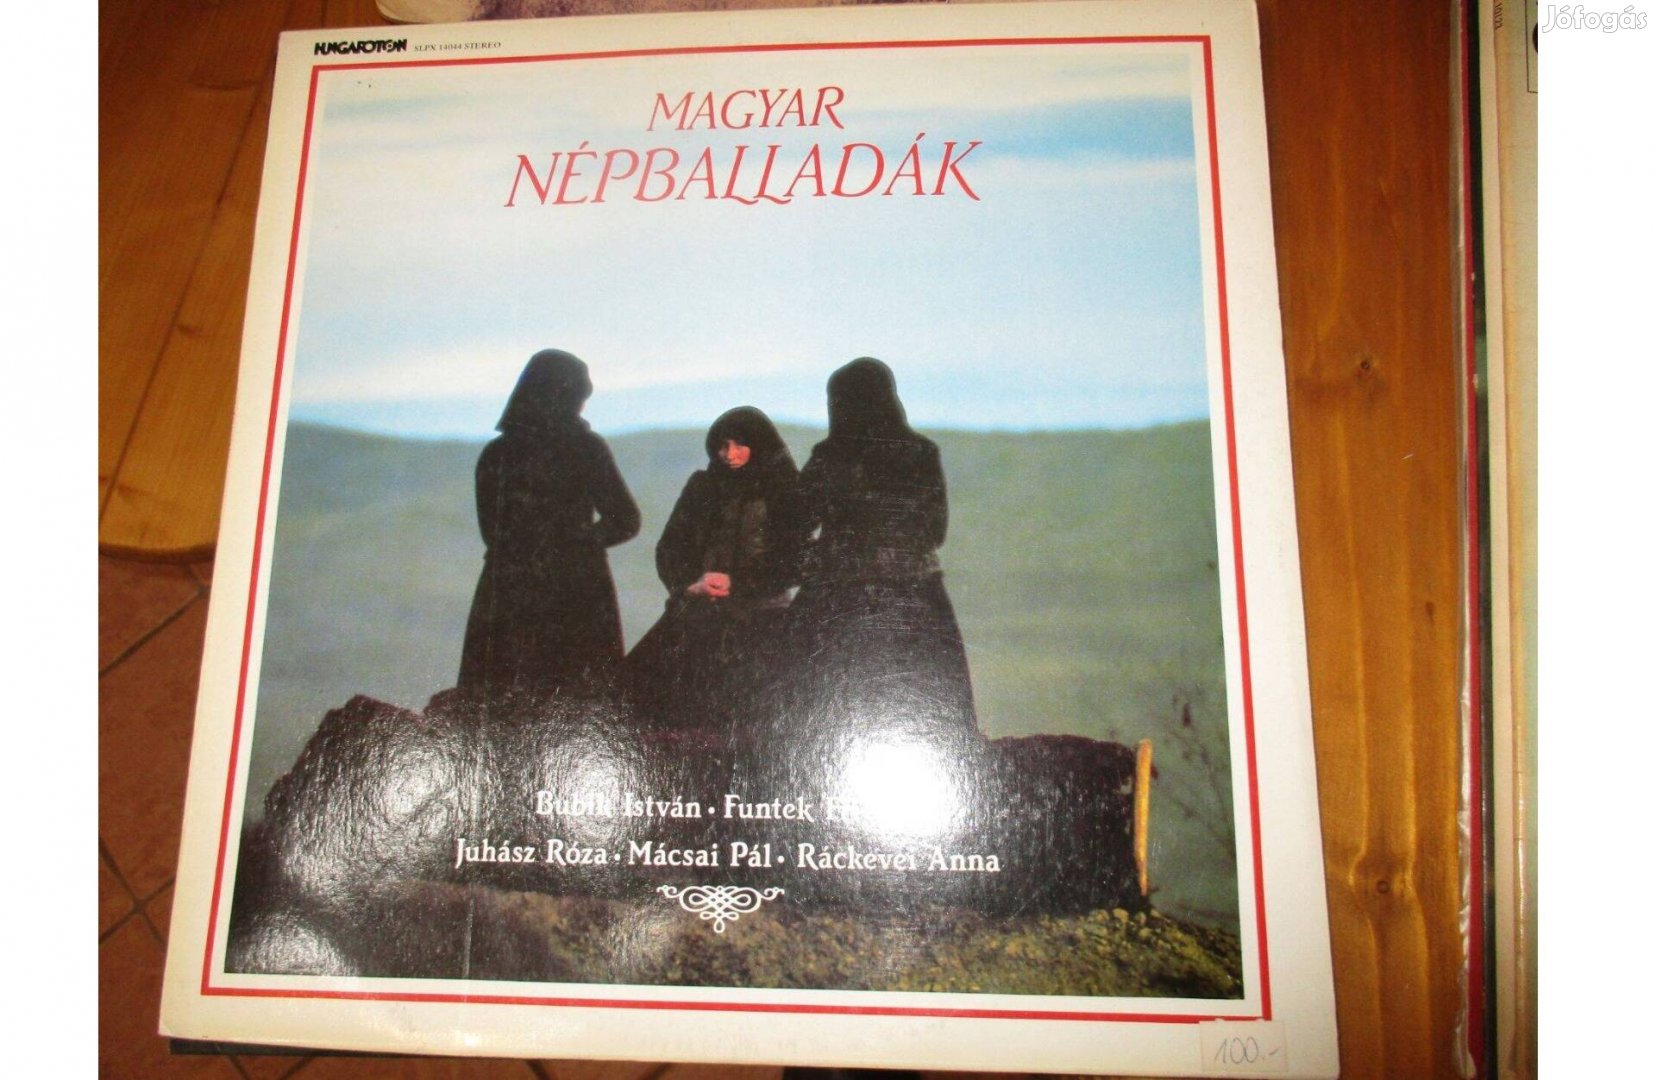 Jófogás
HUNGAROTON SLPX 14044 STEREO
MAGYAR
NÉPBALLADÁK
Bubik István • Funtek
Juhász Róza • Mácsai Pál • Ráckevei Anna
100.-